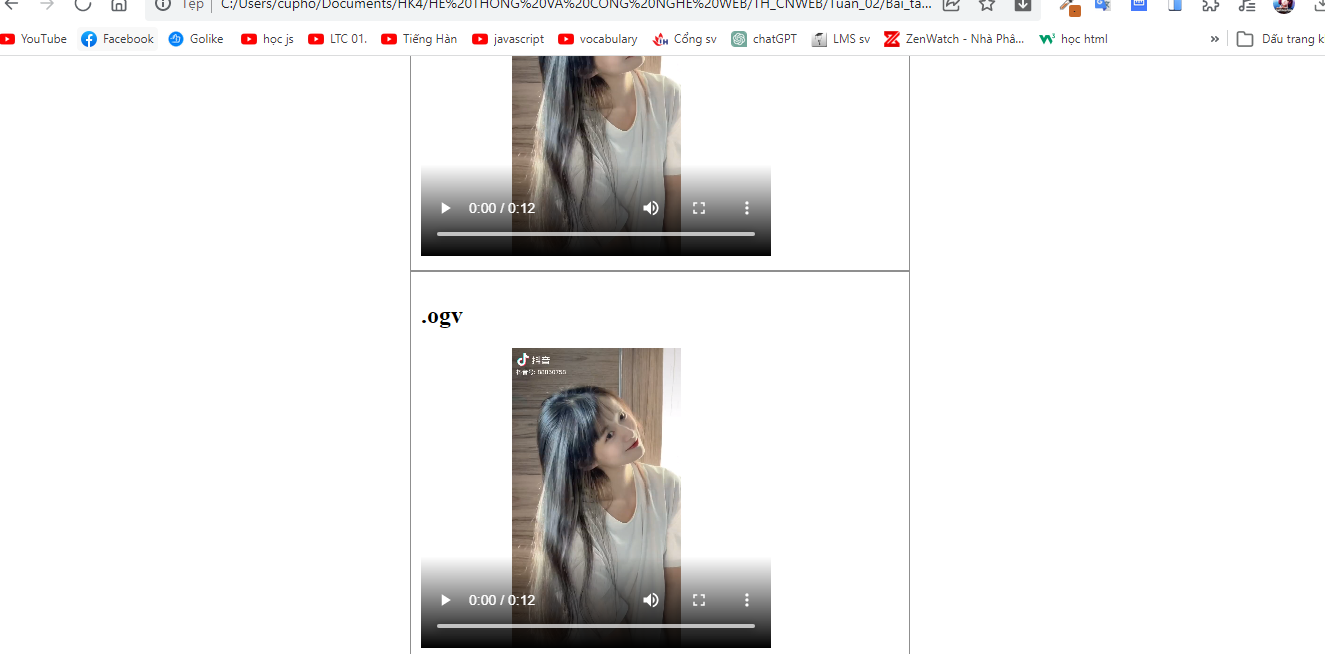 Tệp C:/Users/cupho/Documents/HK4/HE%20THONG%20VA%20CONG%20NGHE%20WEB/TH_CNWEB/Tuan_02/Bai_ta...
YouTube Facebook Golike học js LTC 01. Tiếng Hàn javascript vocabulary Cổng sv chatGPT LMS sv ZenWatch - Nhà Phâ... học html » Dấu trang k
0:00 / 0:12
.ogv
抖音
抖音号:
0:00 / 0:12